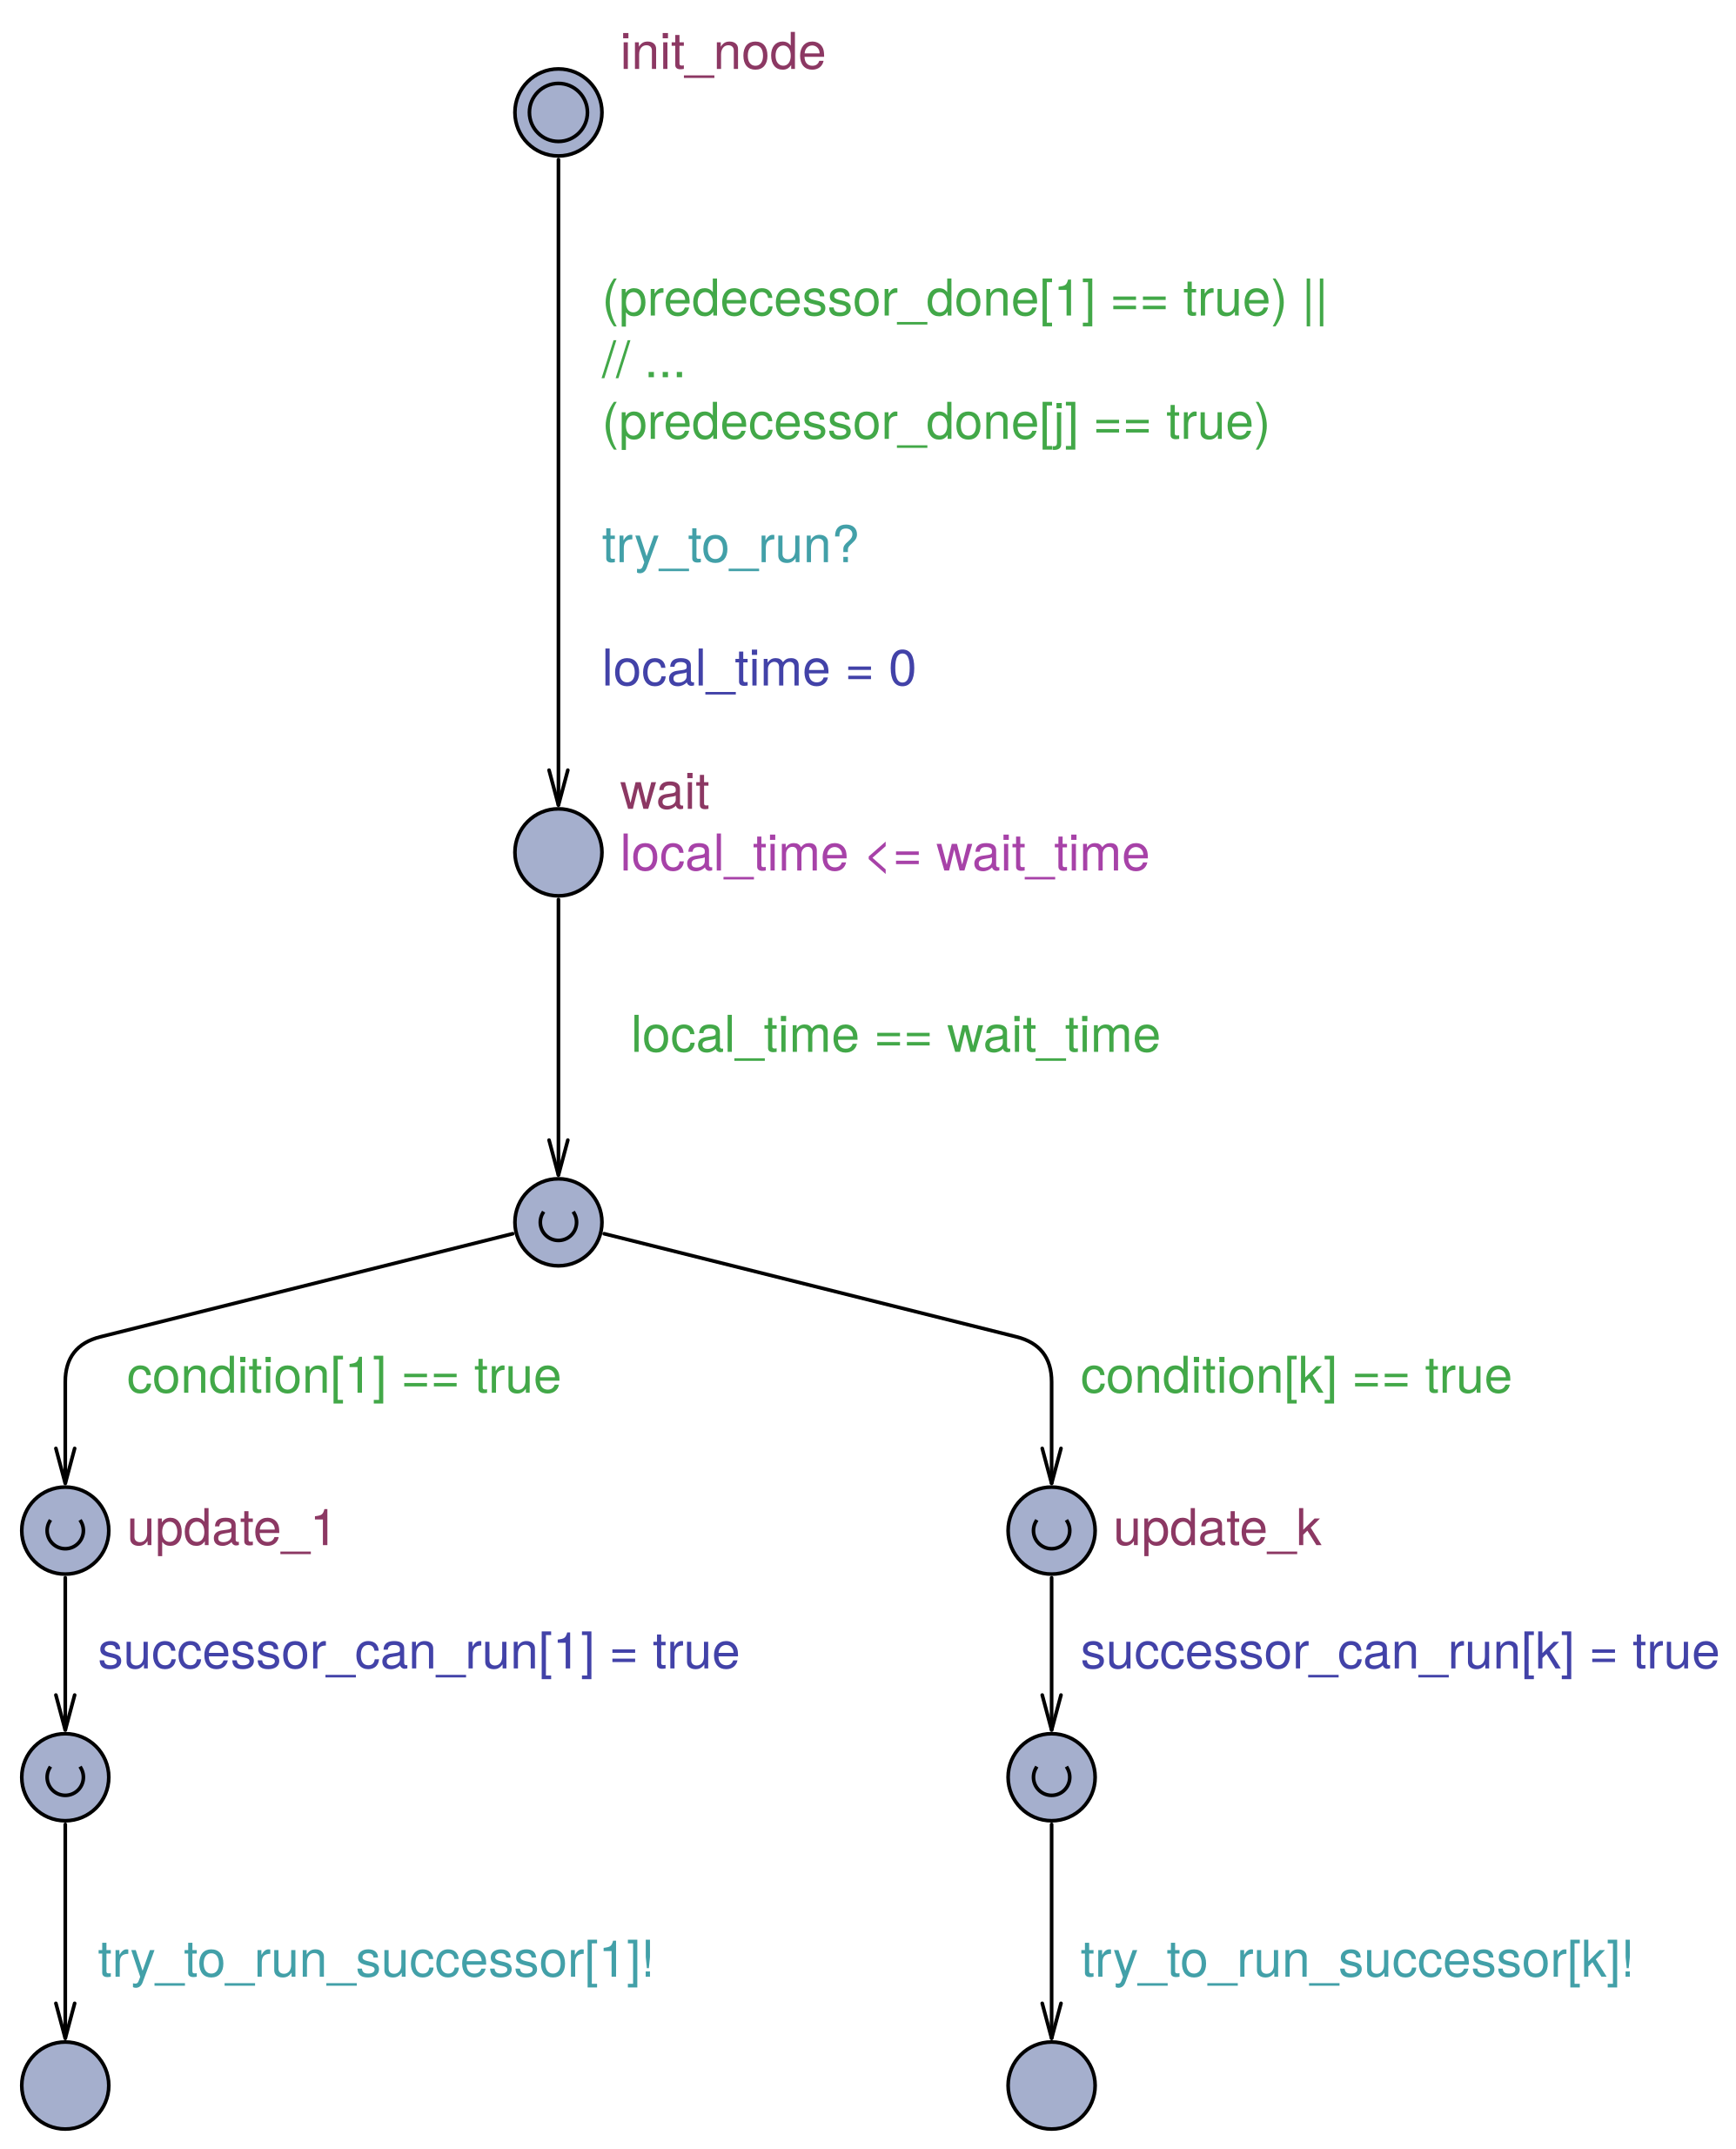 init_node
(predecessor_done[1] == true) ||
// ...
(predecessor_done[j] == true)
try_to_run?
local_time = 0
wait
local_time <= wait_time
local_time == wait_time
condition[1] == true
condition[k] == true
update_1
update_k
successor_can_run[1] = true
successor_can_run[k] = true
try_to_run_successor[1]!
try_to_run_successor[k]!